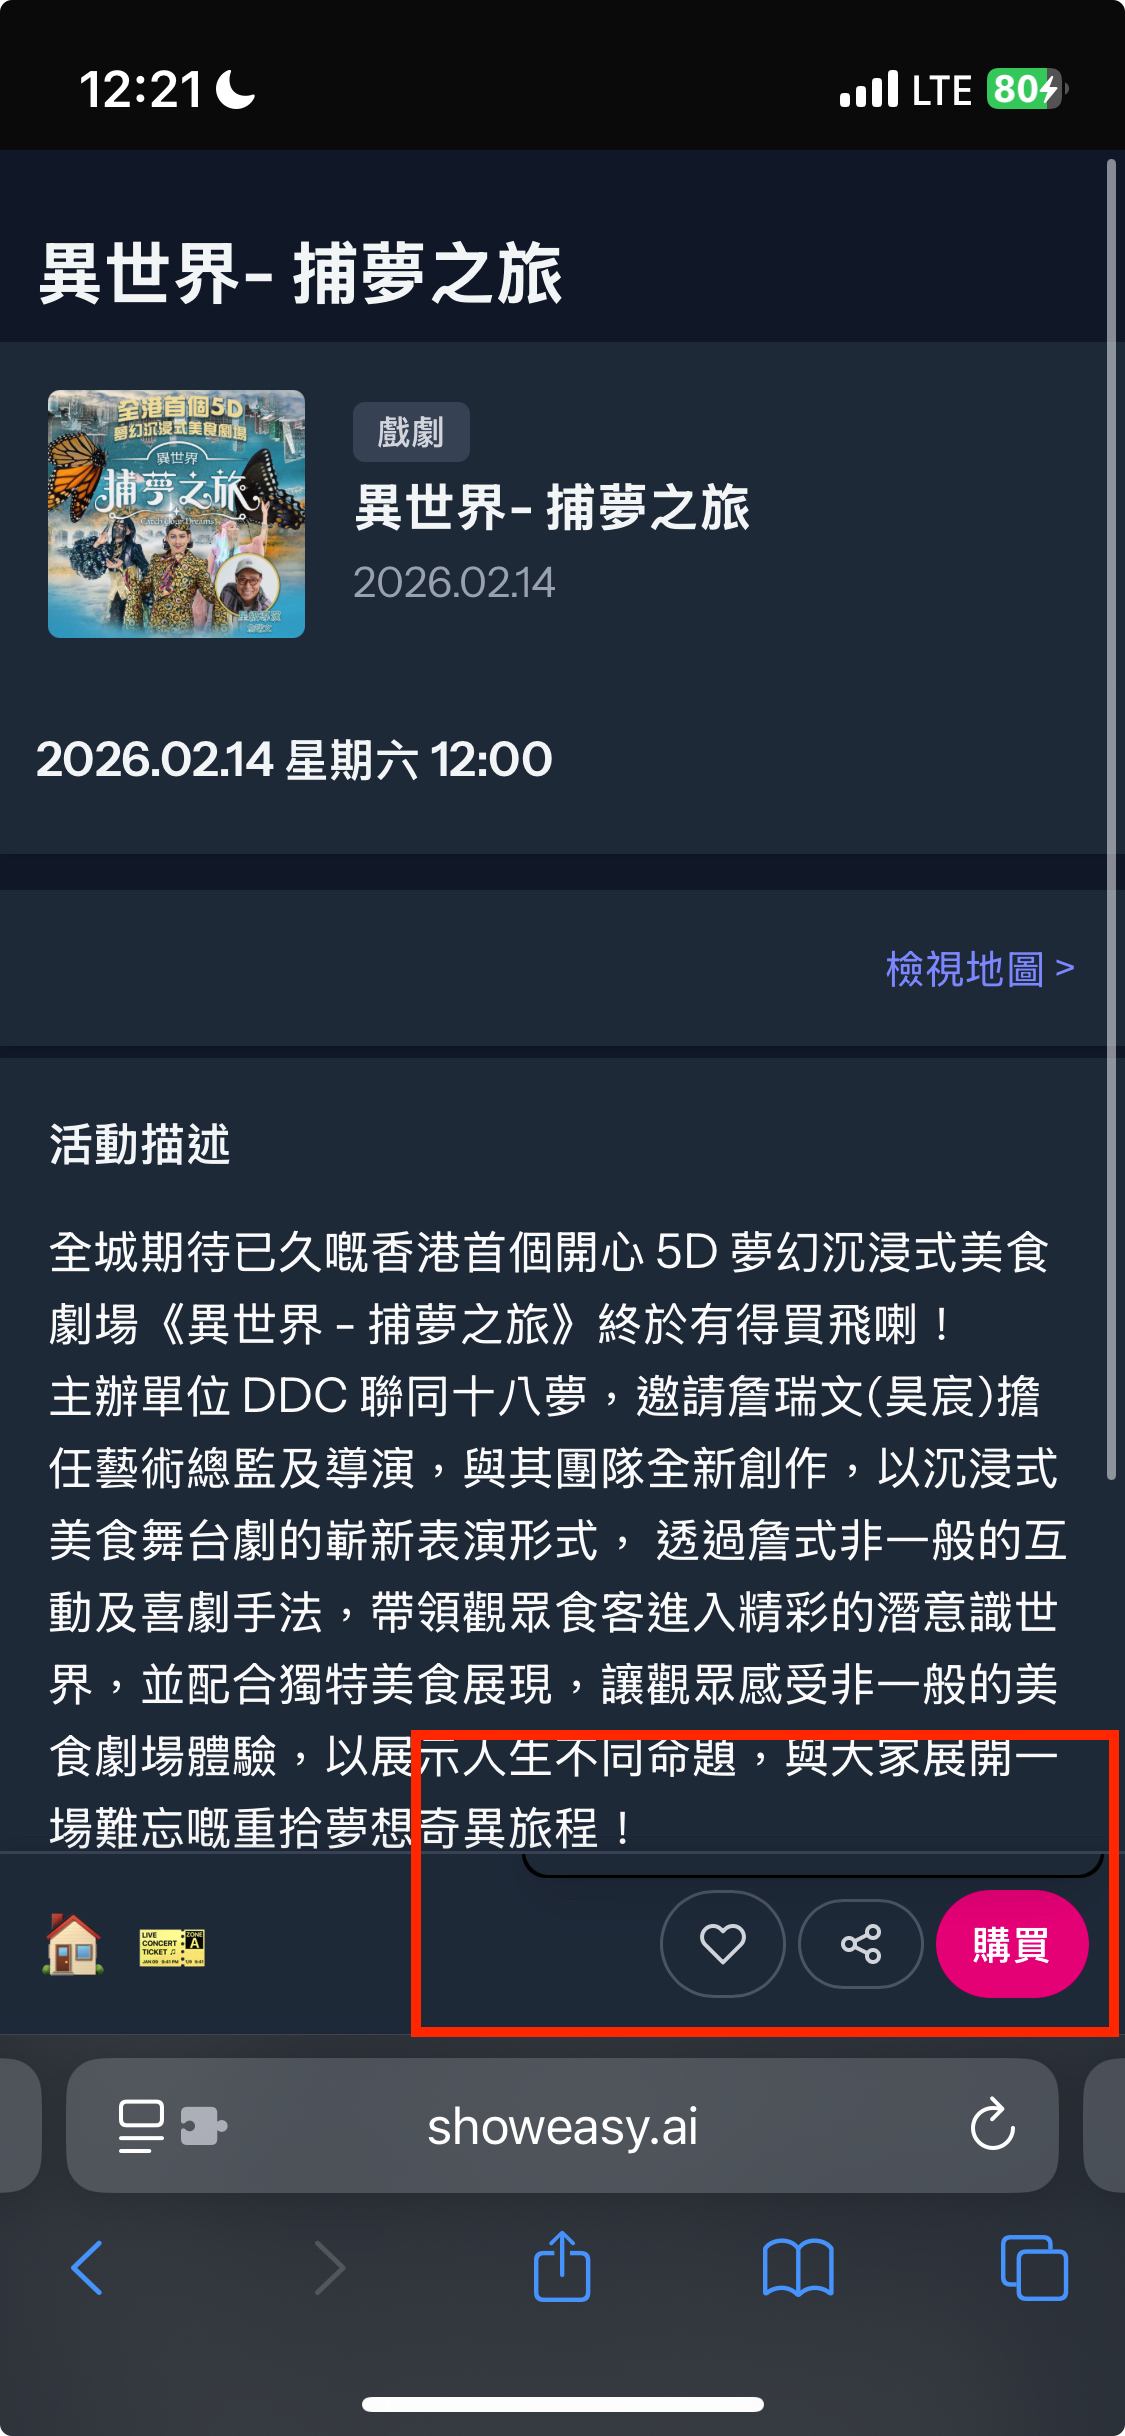 12:21
LTE 80
異世界- 捕夢之旅
全港首個5D
夢幻沉浸式美食劇場
異世界
捕夢之旅
Catch Your Dreams!
戲劇
異世界- 捕夢之旅
2026.02.14
2026.02.14 星期六 12:00
檢視地圖 >
活動描述
全城期待已久嘅香港首個開心 5D 夢幻沉浸式美食
劇場《異世界 - 捕夢之旅》終於有得買飛喇！
主辦單位 DDC 聯同十八夢，邀請詹瑞文(昊宸)擔
任藝術總監及導演，與其團隊全新創作，以沉浸式
美食舞台劇的嶄新表演形式， 透過詹式非一般的互
動及喜劇手法，帶領觀眾食客進入精彩的潛意識世
界，並配合獨特美食展現，讓觀眾感受非一般的美
食劇場體驗，以展示人生不同命題，與大家展開一
場難忘嘅重拾夢想奇異旅程！
LIVE
CONCERT
TICKET ♫
ZONE
A
購買
showeasy.ai